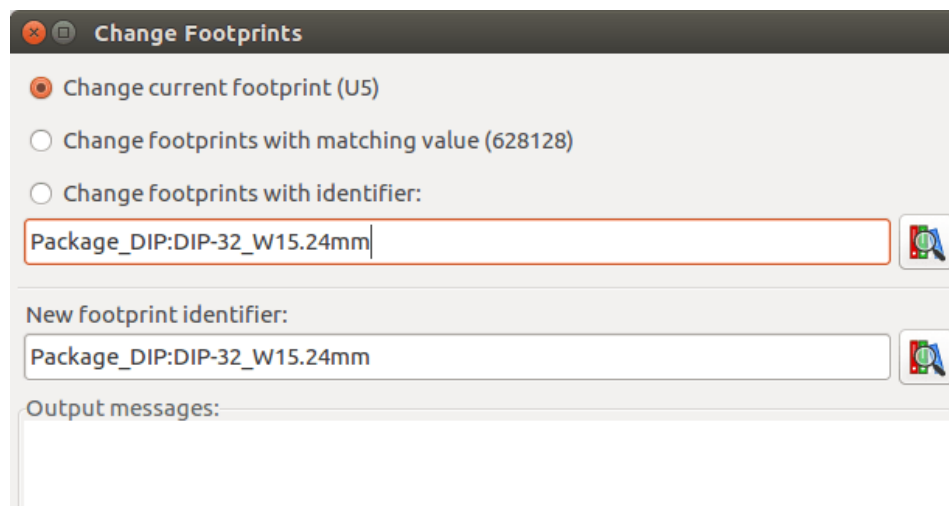 Change Footprints
Change current footprint (U5)
Change footprints with matching value (628128)
Change footprints with identifier:
Package_DIP:DIP-32_W15.24mm
New footprint identifier:
Package_DIP:DIP-32_W15.24mm
Output messages: